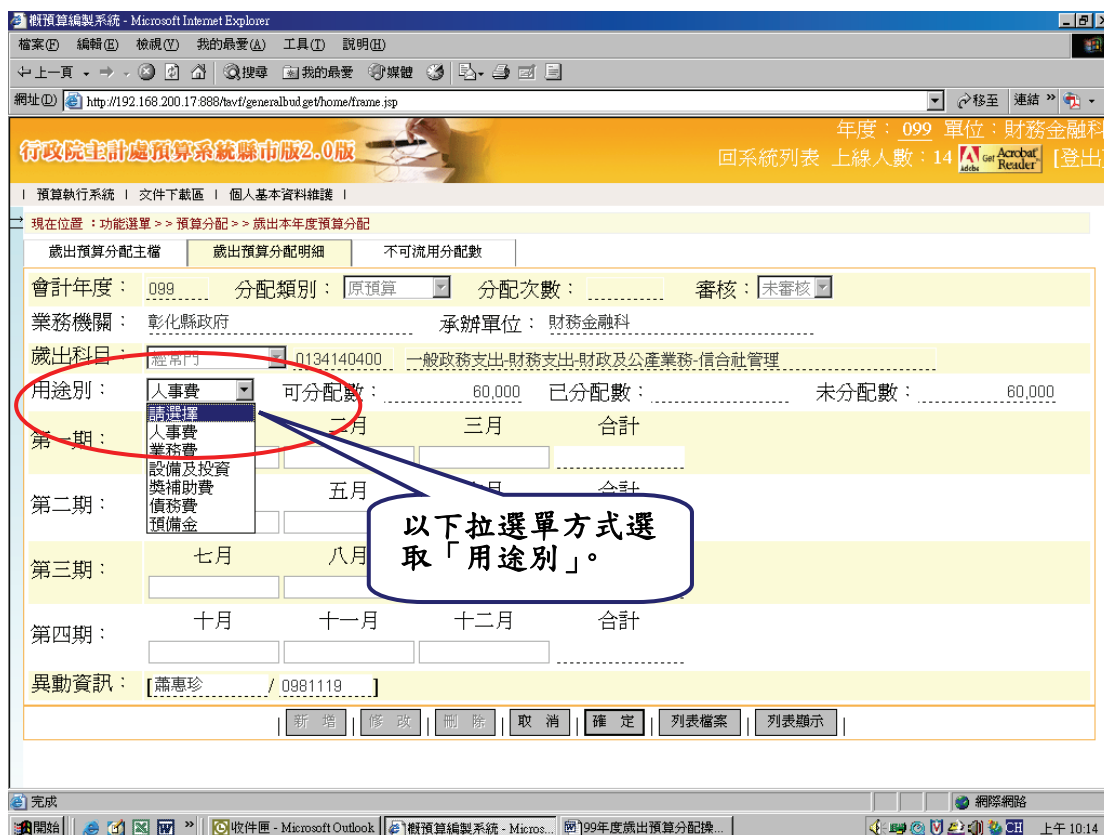 概預算編製系統 - Microsoft Internet Explorer
檔案(F) 編輯(E) 檢視(V) 我的最愛(A) 工具(T) 說明(H)
上一頁 搜尋 我的最愛 媒體
網址(D) http://192.168.200.17:888/tavf/generalbudget/home/frame.jsp 移至 連結 »
行政院主計處預算系統縣市版2.0版
年度：099 單位：財務金融科
回系統列表 上線人數：14 Adobe Get Acrobat Reader [登出]
| 預算執行系統 | 文件下載區 | 個人基本資料維護 |
現在位置：功能選單>>預算分配>>歲出本年度預算分配
歲出預算分配主檔 歲出預算分配明細 不可流用分配數
會計年度： 099 分配類別： 原預算 分配次數： 審核： 未審核
業務機關： 彰化縣政府 承辦單位： 財務金融科
歲出科目： 經常門 0134140400 一般政務支出-財務支出-財政及公產業務-信合社管理
用途別： 人事費 可分配數： 60,000 已分配數： 未分配數： 60,000
請選擇
人事費
業務費
設備及投資
獎補助費
債務費
預備金
第一期： 二月 三月 合計
第二期： 五月 六月 合計
以下拉選單方式選
取「用途別」。
第三期： 七月 八月
第四期： 十月 十一月 十二月 合計
異動資訊： [蕭惠珍 / 0981119 ]
| 新 增 | 修 改 | 刪 除 | 取 消 | 確 定 | 列表檔案 | 列表顯示 |
完成 網際網路
開始 » 收件匣 - Microsoft Outlook 概預算編製系統 - Micros... 99年度歲出預算分配操... CH 上午 10:14